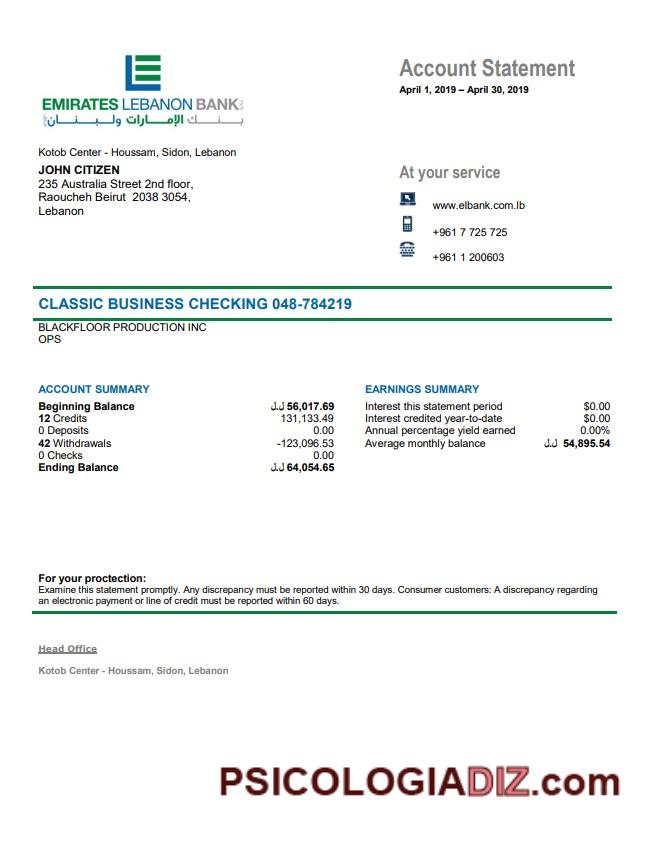 Account Statement
April 1, 2019 – April 30, 2019
EMIRATES LEBANON BANK
بـنــك الإمــارات ولـبـنــان
Kotob Center - Houssam, Sidon, Lebanon
JOHN CITIZEN
235 Australia Street 2nd floor,
Raoucheh Beirut 2038 3054,
Lebanon
At your service
www.elbank.com.lb
+961 7 725 725
+961 1 200603
CLASSIC BUSINESS CHECKING 048-784219
BLACKFLOOR PRODUCTION INC
OPS
ACCOUNT SUMMARY
Beginning Balance ل.ل 56,017.69
12 Credits 131,133.49
0 Deposits 0.00
42 Withdrawals -123,096.53
0 Checks 0.00
Ending Balance ل.ل 64,054.65
EARNINGS SUMMARY
Interest this statement period $0.00
Interest credited year-to-date $0.00
Annual percentage yield earned 0.00%
Average monthly balance ل.ل 54,895.54
For your proctection:
Examine this statement promptly. Any discrepancy must be reported within 30 days. Consumer customers: A discrepancy regarding
an electronic payment or line of credit must be reported within 60 days.
Head Office
Kotob Center - Houssam, Sidon, Lebanon
PSICOLOGIADIZ.com